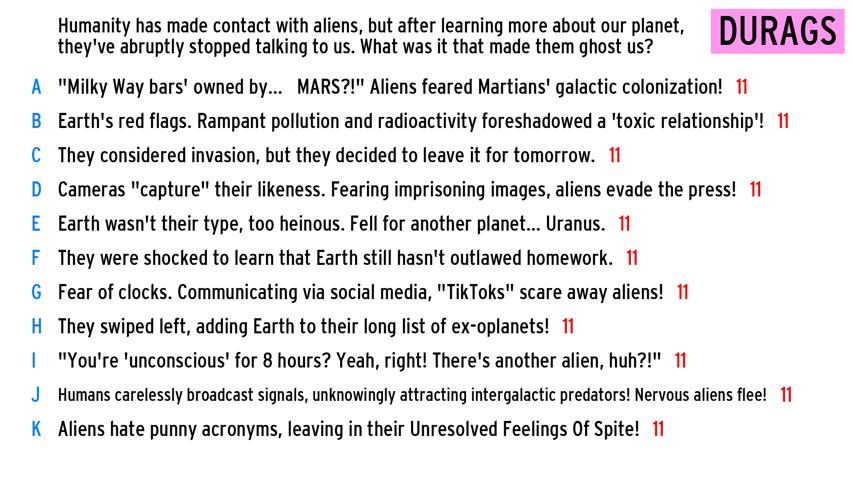 Humanity has made contact with aliens, but after learning more about our planet,
they've abruptly stopped talking to us. What was it that made them ghost us?
DURAGS
A "Milky Way bars' owned by... MARS?!" Aliens feared Martians' galactic colonization! 11
B Earth's red flags. Rampant pollution and radioactivity foreshadowed a 'toxic relationship'! 11
C They considered invasion, but they decided to leave it for tomorrow. 11
D Cameras "capture" their likeness. Fearing imprisoning images, aliens evade the press! 11
E Earth wasn't their type, too heinous. Fell for another planet... Uranus. 11
F They were shocked to learn that Earth still hasn't outlawed homework. 11
G Fear of clocks. Communicating via social media, "TikToks" scare away aliens! 11
H They swiped left, adding Earth to their long list of ex-oplanets! 11
I "You're 'unconscious' for 8 hours? Yeah, right! There's another alien, huh?!" 11
J Humans carelessly broadcast signals, unknowingly attracting intergalactic predators! Nervous aliens flee! 11
K Aliens hate punny acronyms, leaving in their Unresolved Feelings Of Spite! 11